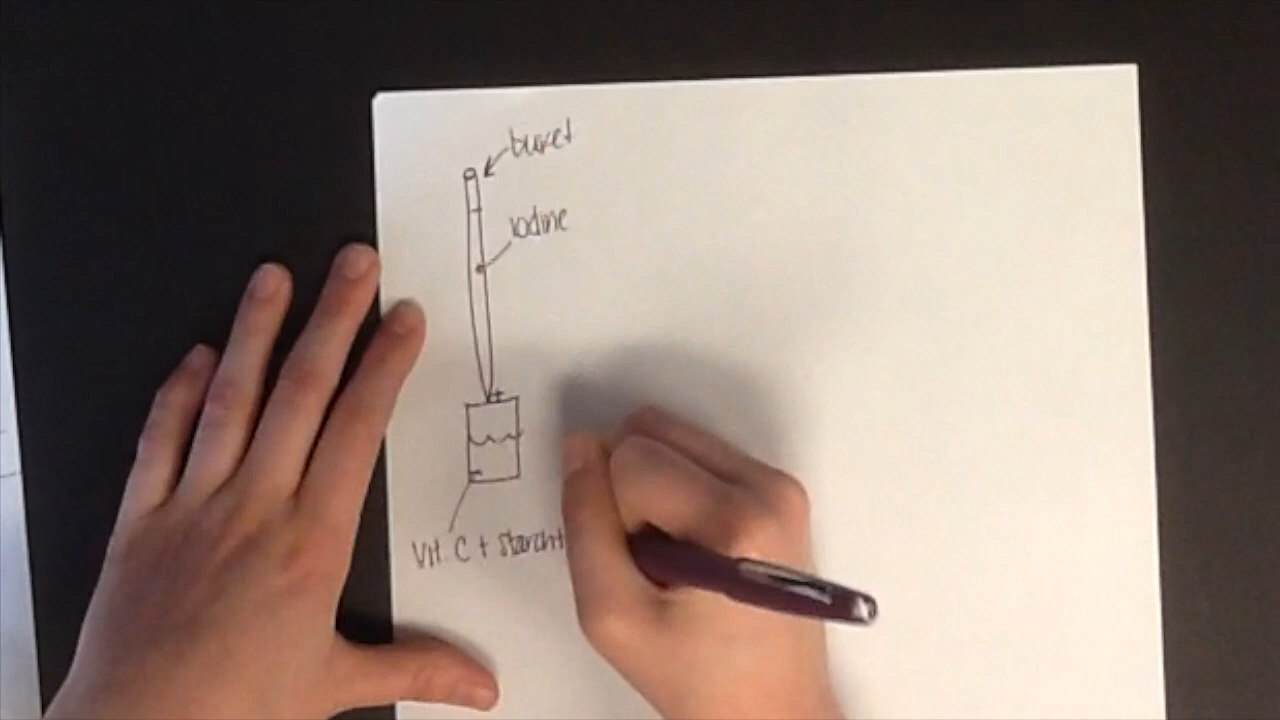 buret
iodine
Vit. C + Starch +